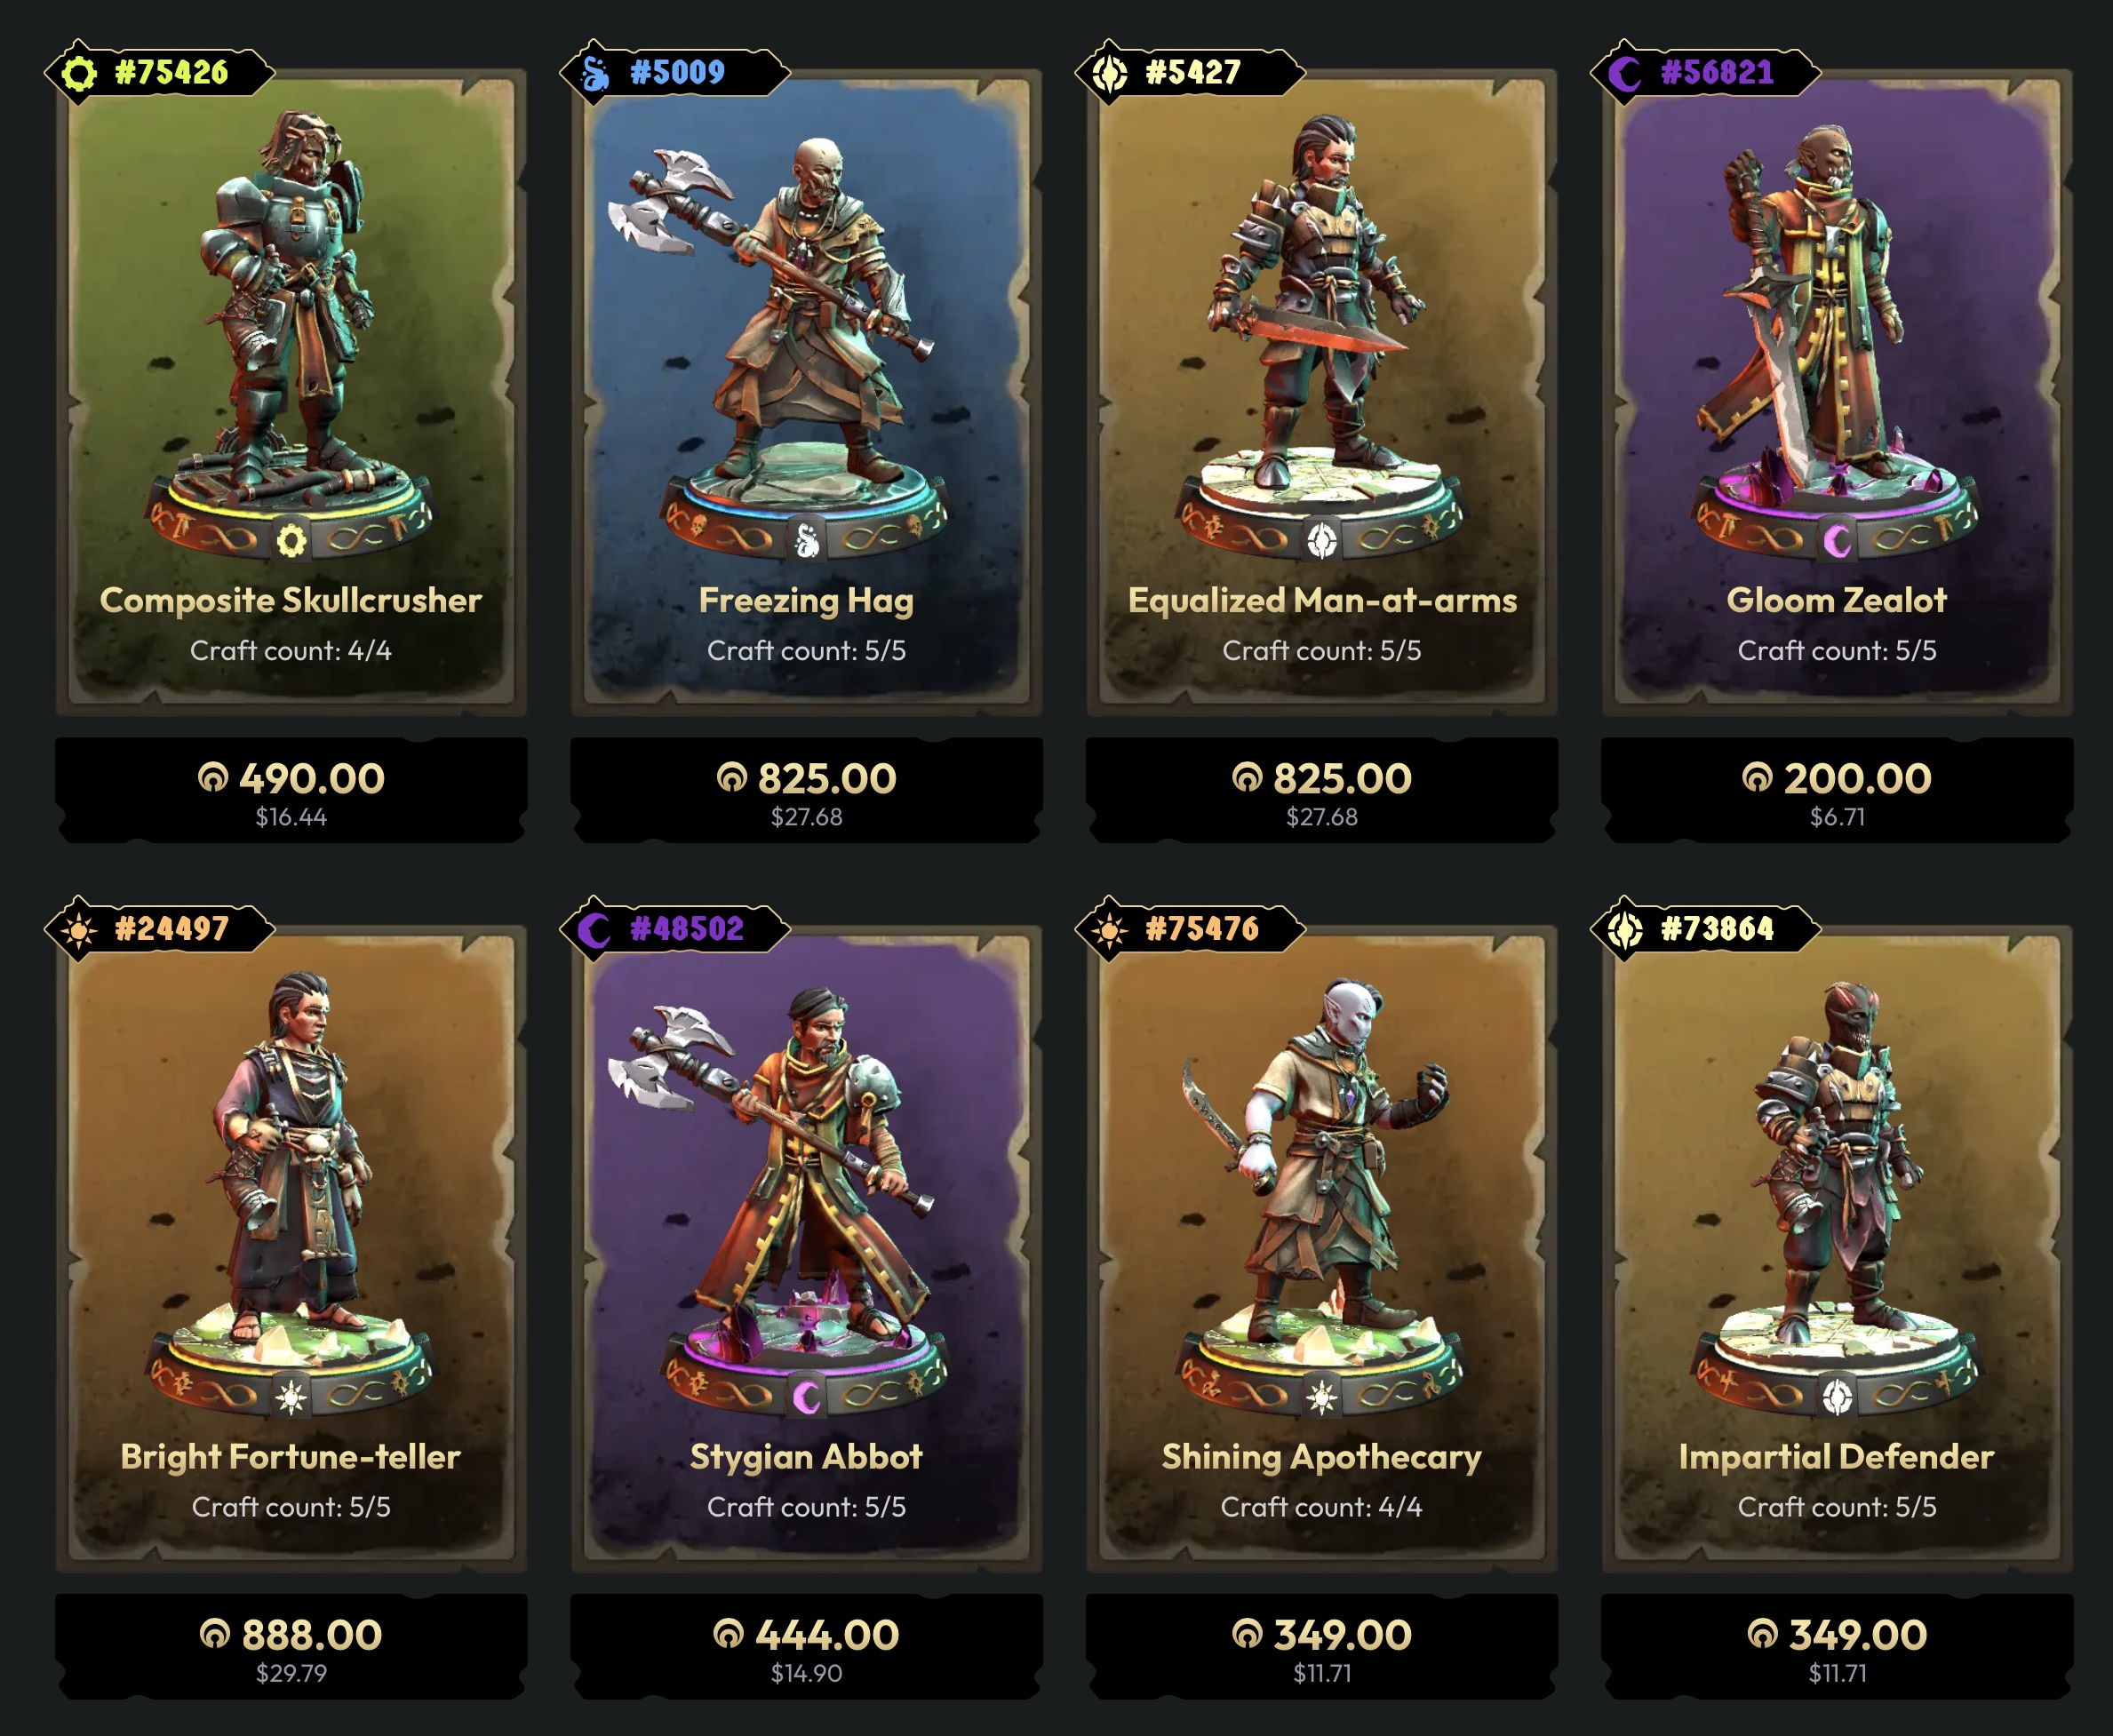 #75426
Composite Skullcrusher
Craft count: 4/4
490.00
$16.44
#5009
Freezing Hag
Craft count: 5/5
825.00
$27.68
#5427
Equalized Man-at-arms
Craft count: 5/5
825.00
$27.68
#56821
Gloom Zealot
Craft count: 5/5
200.00
$6.71
#24497
Bright Fortune-teller
Craft count: 5/5
888.00
$29.79
#48502
Stygian Abbot
Craft count: 5/5
444.00
$14.90
#75476
Shining Apothecary
Craft count: 4/4
349.00
$11.71
#73864
Impartial Defender
Craft count: 5/5
349.00
$11.71